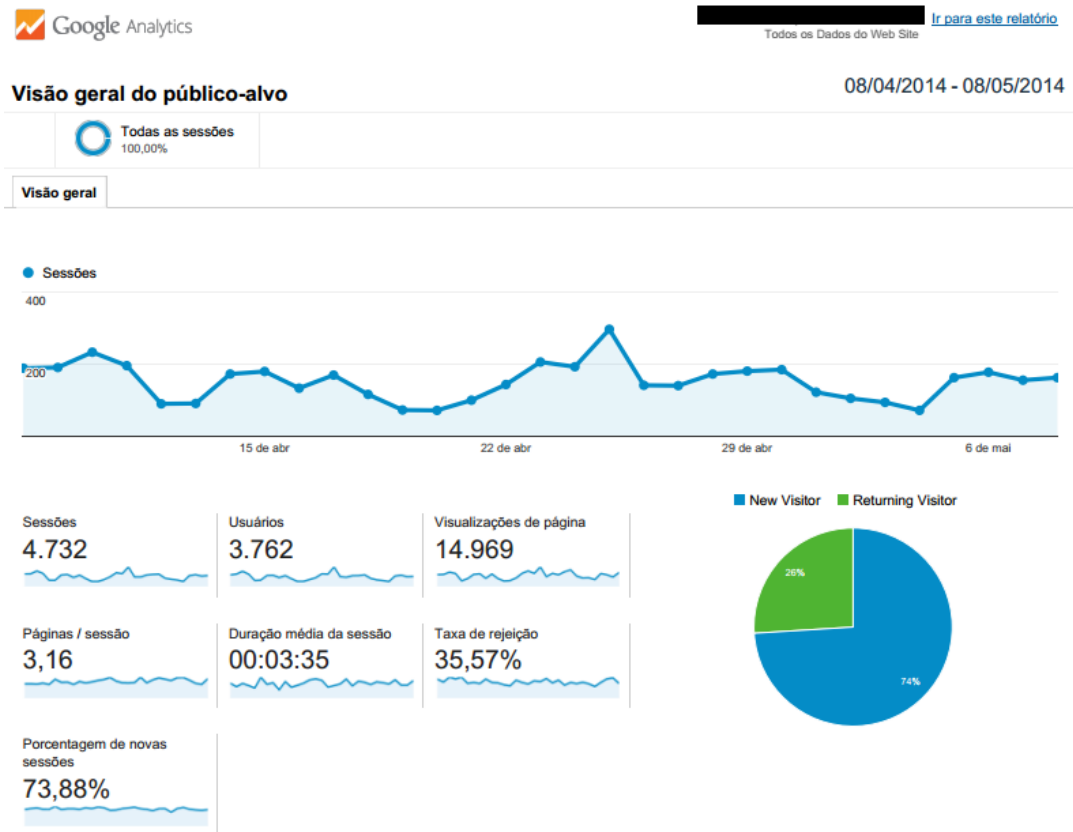 Google Analytics
Ir para este relatório
Todos os Dados do Web Site
Visão geral do público-alvo
08/04/2014 - 08/05/2014
Todas as sessões
100,00%
Visão geral
Sessões
400
200
15 de abr
22 de abr
29 de abr
6 de mai
New Visitor
Returning Visitor
Sessões
4.732
Usuários
3.762
Visualizações de página
14.969
26%
74%
Páginas / sessão
3,16
Duração média da sessão
00:03:35
Taxa de rejeição
35,57%
Porcentagem de novas
sessões
73,88%